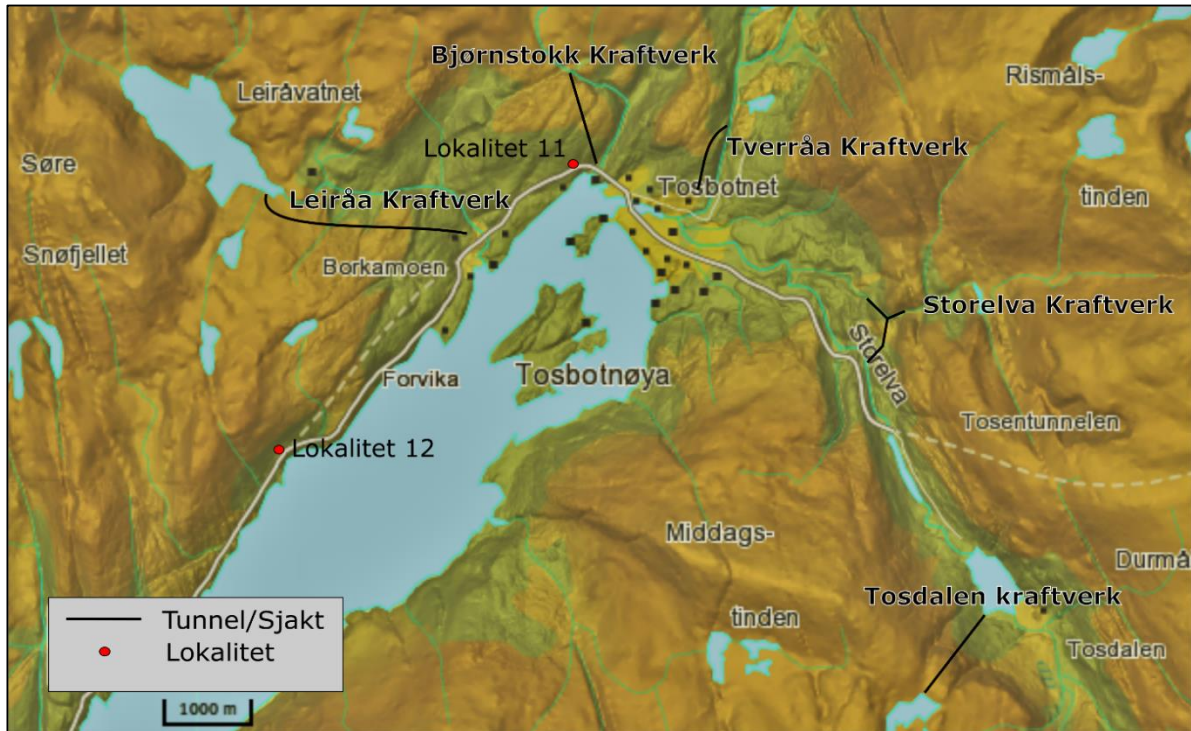 Bjørnstokk Kraftverk
Rismåls-
Leiråvatnet
Lokalitet 11
Tverråa Kraftverk
Søre
Tosbotnet
tinden
Leiråa Kraftverk
Snøfjellet
Borkamoen
Storelva Kraftverk
Storelva
Forvika
Tosbotnøya
Tosentunnelen
Lokalitet 12
Middags-
Durmå
Tosdalen kraftverk
tinden
Tunnel/Sjakt
Lokalitet
Tosdalen
1000 m